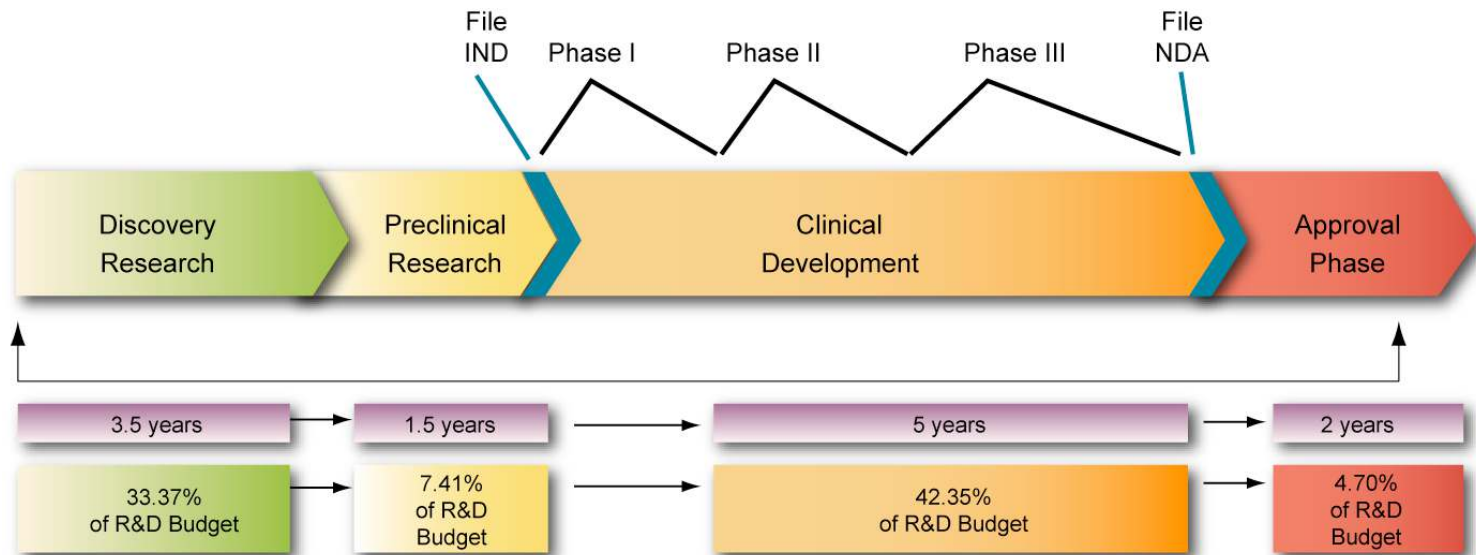 File
IND
Phase I
Phase II
Phase III
File
NDA
Discovery
Research
Preclinical
Research
Clinical
Development
Approval
Phase
3.5 years
1.5 years
5 years
2 years
33.37%
of R&D Budget
7.41%
of R&D
Budget
42.35%
of R&D Budget
4.70%
of R&D
Budget